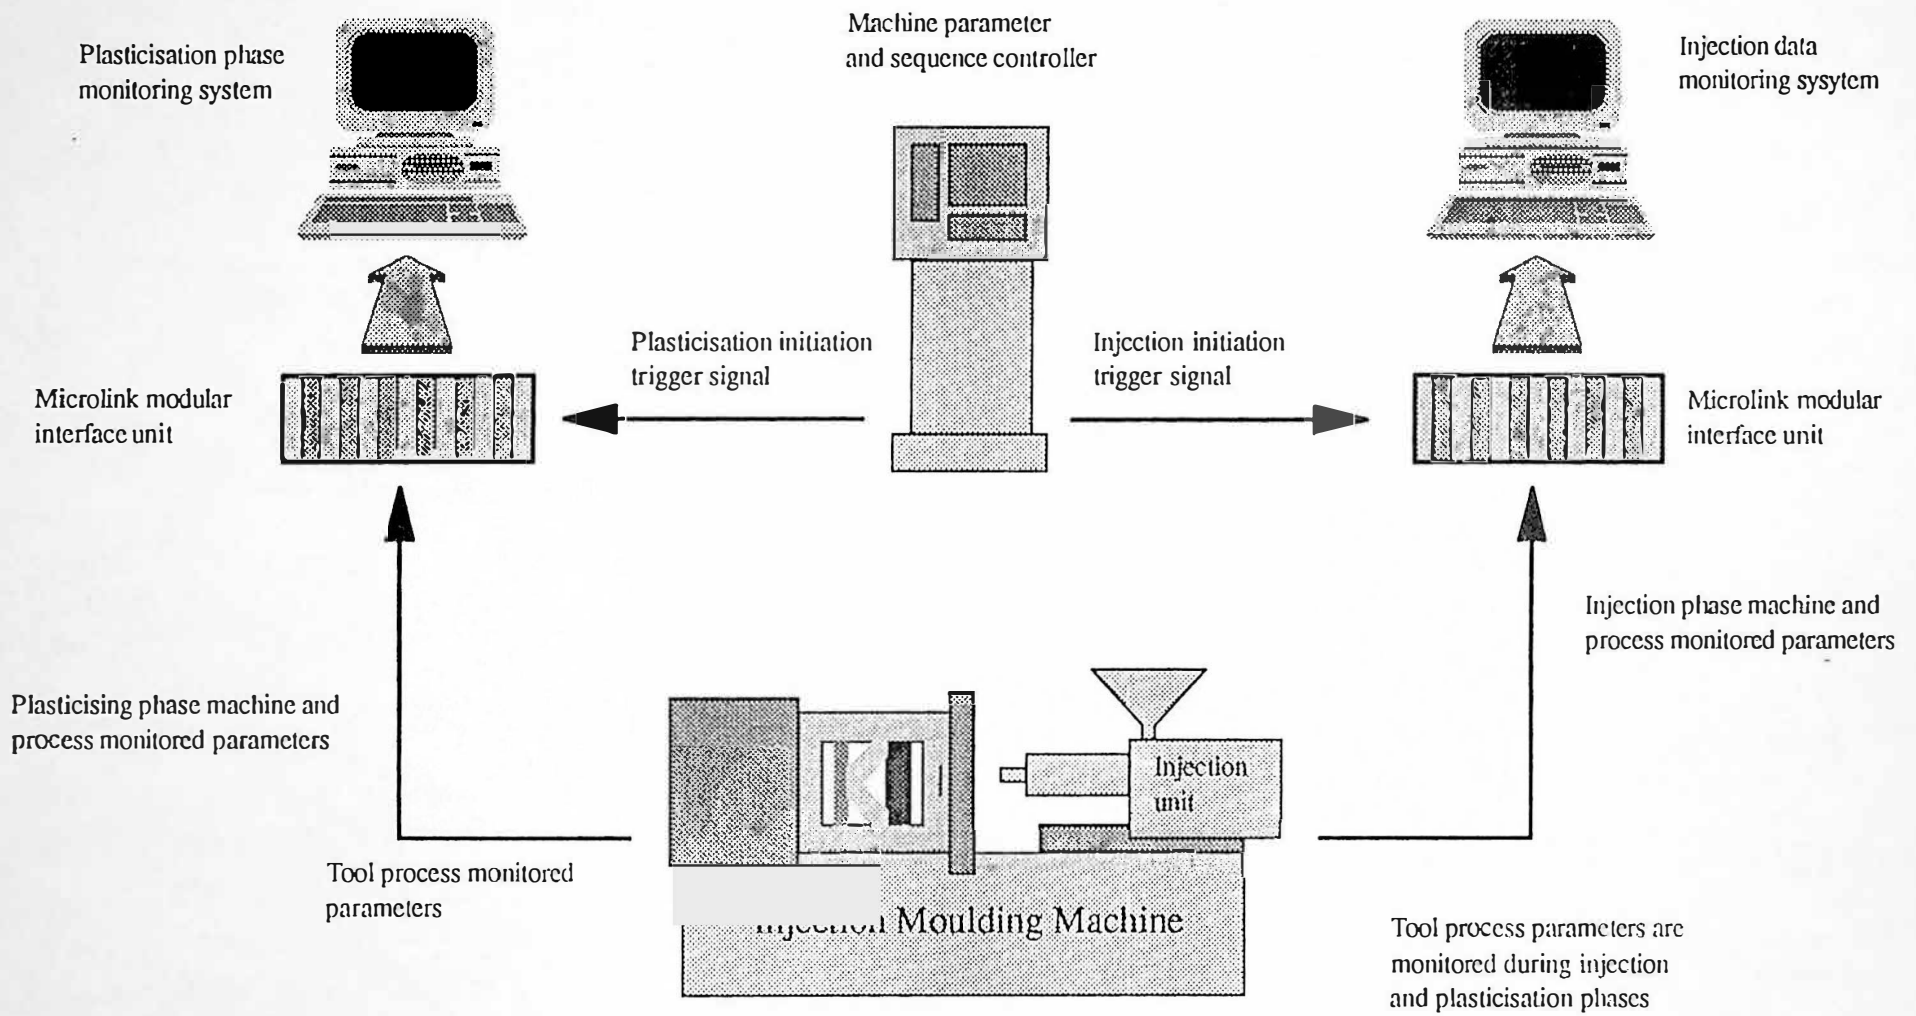 Plasticisation phase
monitoring system
Machine parameter
and sequence controller
Injection data
monitoring sysytem
Plasticisation initiation
trigger signal
Injection initiation
trigger signal
Microlink modular
interface unit
Microlink modular
interface unit
Injection phase machine and
process monitored parameters
Plasticising phase machine and
process monitored parameters
Injection
unit
Tool process monitored
parameters
Injection Moulding Machine
Tool process parameters are
monitored during injection
and plasticisation phases